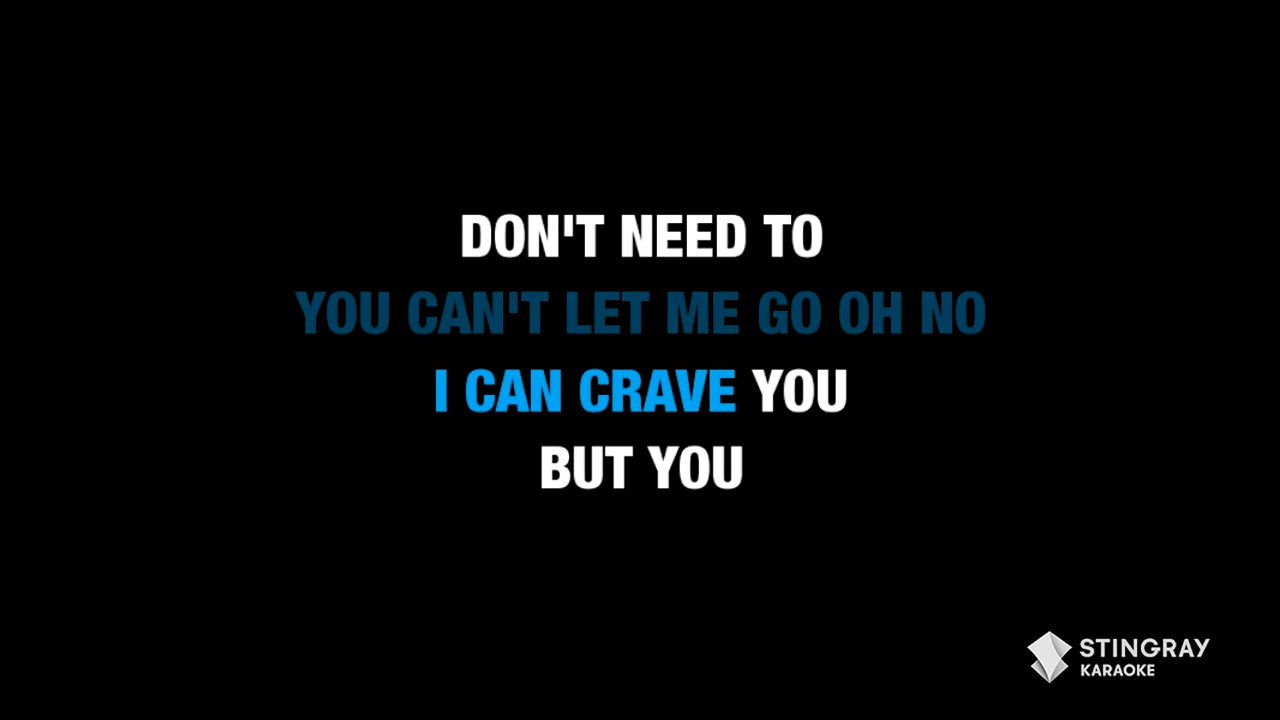 DON'T NEED TO
YOU CAN'T LET ME GO OH NO
I CAN CRAVE YOU
BUT YOU
STINGRAY
KARAOKE